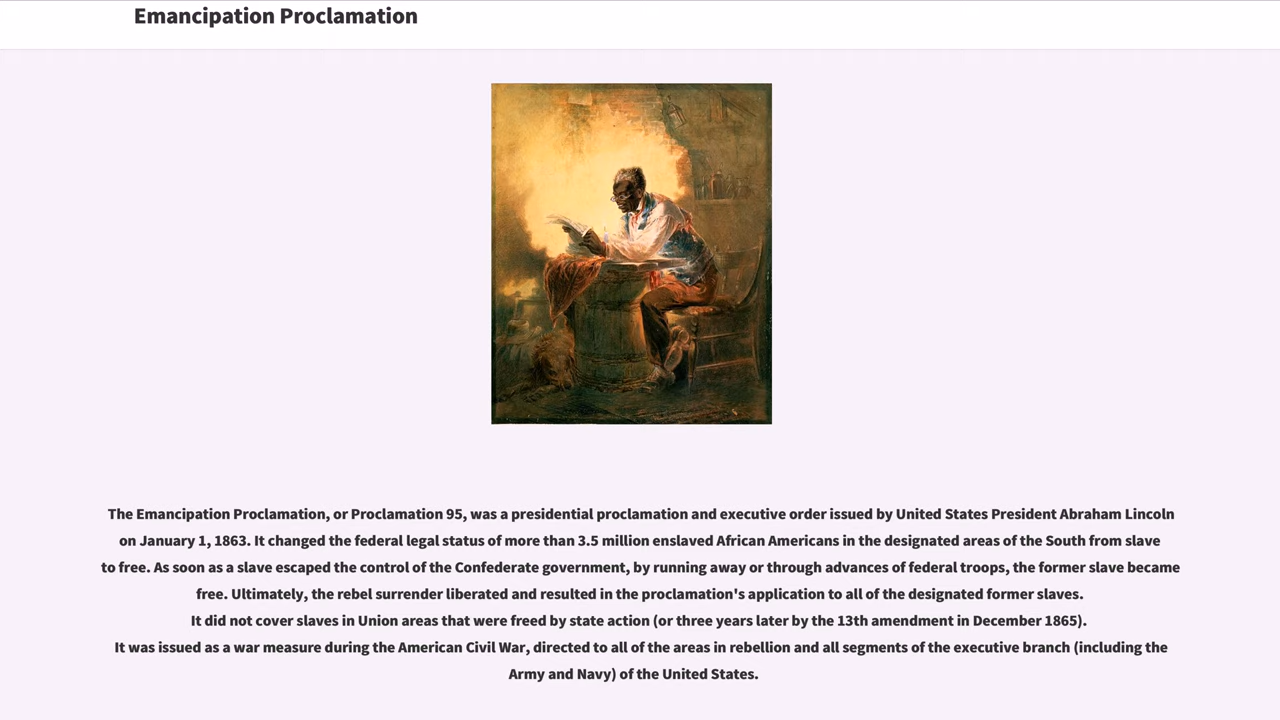 Emancipation Proclamation
The Emancipation Proclamation, or Proclamation 95, was a presidential proclamation and executive order issued by United States President Abraham Lincoln
on January 1, 1863. It changed the federal legal status of more than 3.5 million enslaved African Americans in the designated areas of the South from slave
to free. As soon as a slave escaped the control of the Confederate government, by running away or through advances of federal troops, the former slave became
free. Ultimately, the rebel surrender liberated and resulted in the proclamation's application to all of the designated former slaves.
It did not cover slaves in Union areas that were freed by state action (or three years later by the 13th amendment in December 1865).
It was issued as a war measure during the American Civil War, directed to all of the areas in rebellion and all segments of the executive branch (including the
Army and Navy) of the United States.